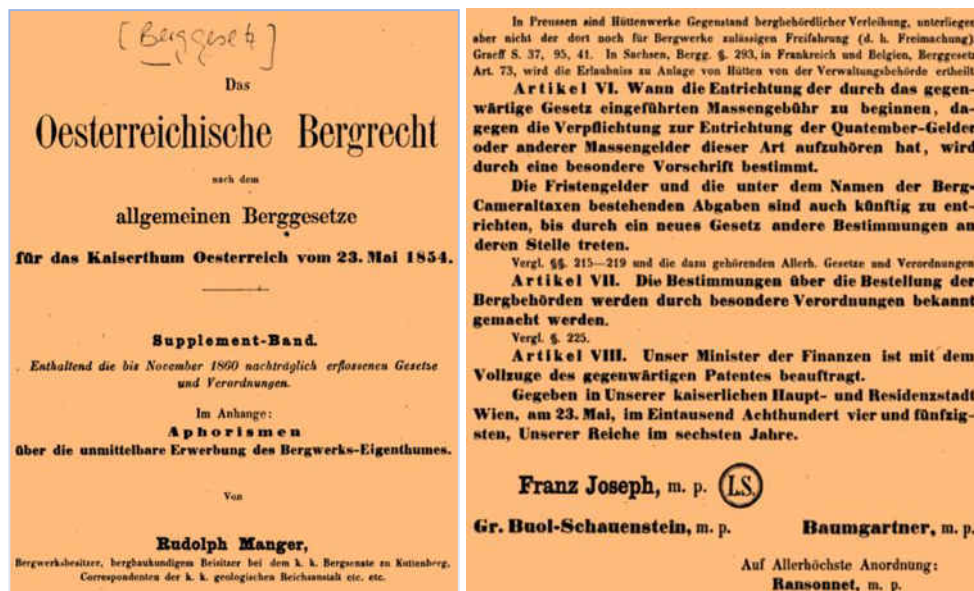 [Berggesetz]
Das
Oesterreichische Bergrecht
nach dem
allgemeinen Berggesetze
für das Kaiserthum Oesterreich vom 23. Mai 1854.
Supplement-Band.
Enthaltend die bis November 1860 nachträglich erflossenen Gesetze
und Verordnungen.
Im Anhange:
Aphorismen
über die unmittelbare Erwerbung des Bergwerks-Eigenthumes.
Von
Rudolph Manger,
Bergwerksbesitzer, bergbaukundigem Beisitzer bei dem k. k. Bergsenate zu Kuttenberg,
Correspondenten der k. k. geologischen Reichsanstalt etc. etc.
In Preussen sind Hüttenwerke Gegenstand bergbehördlicher Verleihung, unterliegen
aber nicht der dort noch für Bergwerke zulässigen Freifahrung (d. h. Freimachung)
Graeff S. 37, 95, 41. In Sachsen, Bergg. §. 293, in Frankreich und Belgien, Berggesetz
Art. 73, wird die Erlaubniss zu Anlage von Hütten von der Verwaltungsbehörde ertheilt
Artikel VI. Wann die Entrichtung der durch das gegen-
wärtige Gesetz eingeführten Massengebühr zu beginnen, da-
gegen die Verpflichtung zur Entrichtung der Quatember-Gelder
oder anderer Massengelder dieser Art aufzuhören hat, wird
durch eine besondere Vorschrift bestimmt.
Die Fristengelder und die unter dem Namen der Berg-
Cameraltaxen bestehenden Abgaben sind auch künftig zu ent-
richten, bis durch ein neues Gesetz andere Bestimmungen an
deren Stelle treten.
Vergl. §§. 215—219 und die dazu gehörenden Allerh. Gesetze und Verordnungen
Artikel VII. Die Bestimmungen über die Bestellung der
Bergbehörden werden durch besondere Verordnungen bekannt
gemacht werden.
Vergl. §. 225.
Artikel VIII. Unser Minister der Finanzen ist mit dem
Vollzuge des gegenwärtigen Patentes beauftragt.
Gegeben in Unserer kaiserlichen Haupt- und Residenzstadt
Wien, am 23. Mai, im Eintausend Achthundert vier und fünfzig-
sten, Unserer Reiche im sechsten Jahre.
Franz Joseph, m. p. L.S.
Gr. Buol-Schauenstein, m. p. Baumgartner, m. p.
Auf Allerhöchste Anordnung:
Ransonnet, m. p.